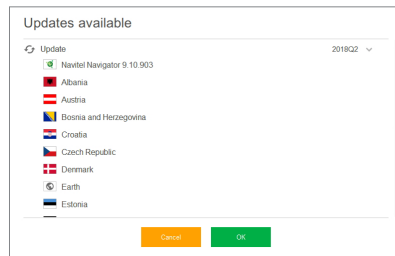 Updates available
Update 2018Q2
Navitel Navigator 9.10.903
Albania
Austria
Bosnia and Herzegovina
Croatia
Czech Republic
Denmark
Earth
Estonia
Cancel OK